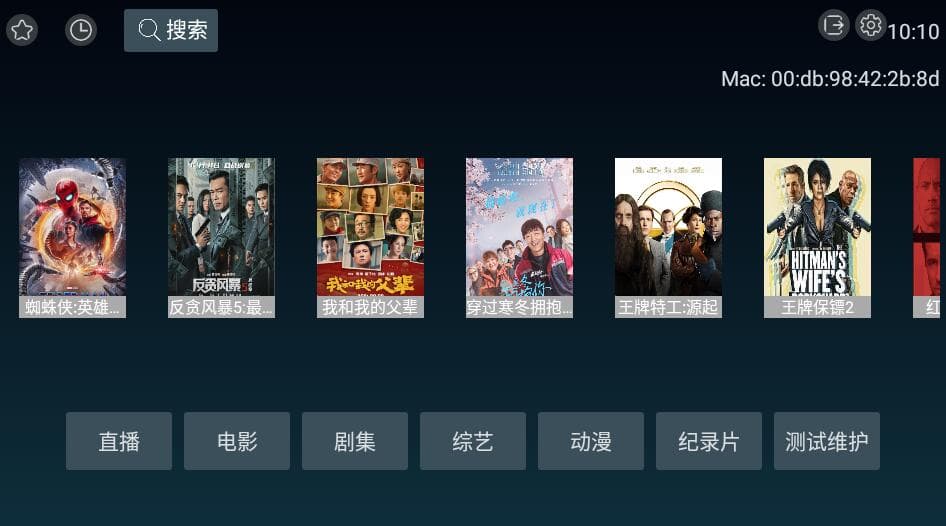 搜索
10:10
Mac: 00:db:98:42:2b:8d
反贪风暴5
我和我的父辈
HITMAN'S
WIFE'S
蜘蛛侠:英雄...
反贪风暴5:最...
我和我的父辈
穿过寒冬拥抱...
王牌特工:源起
王牌保镖2
红
直播
电影
剧集
综艺
动漫
纪录片
测试维护